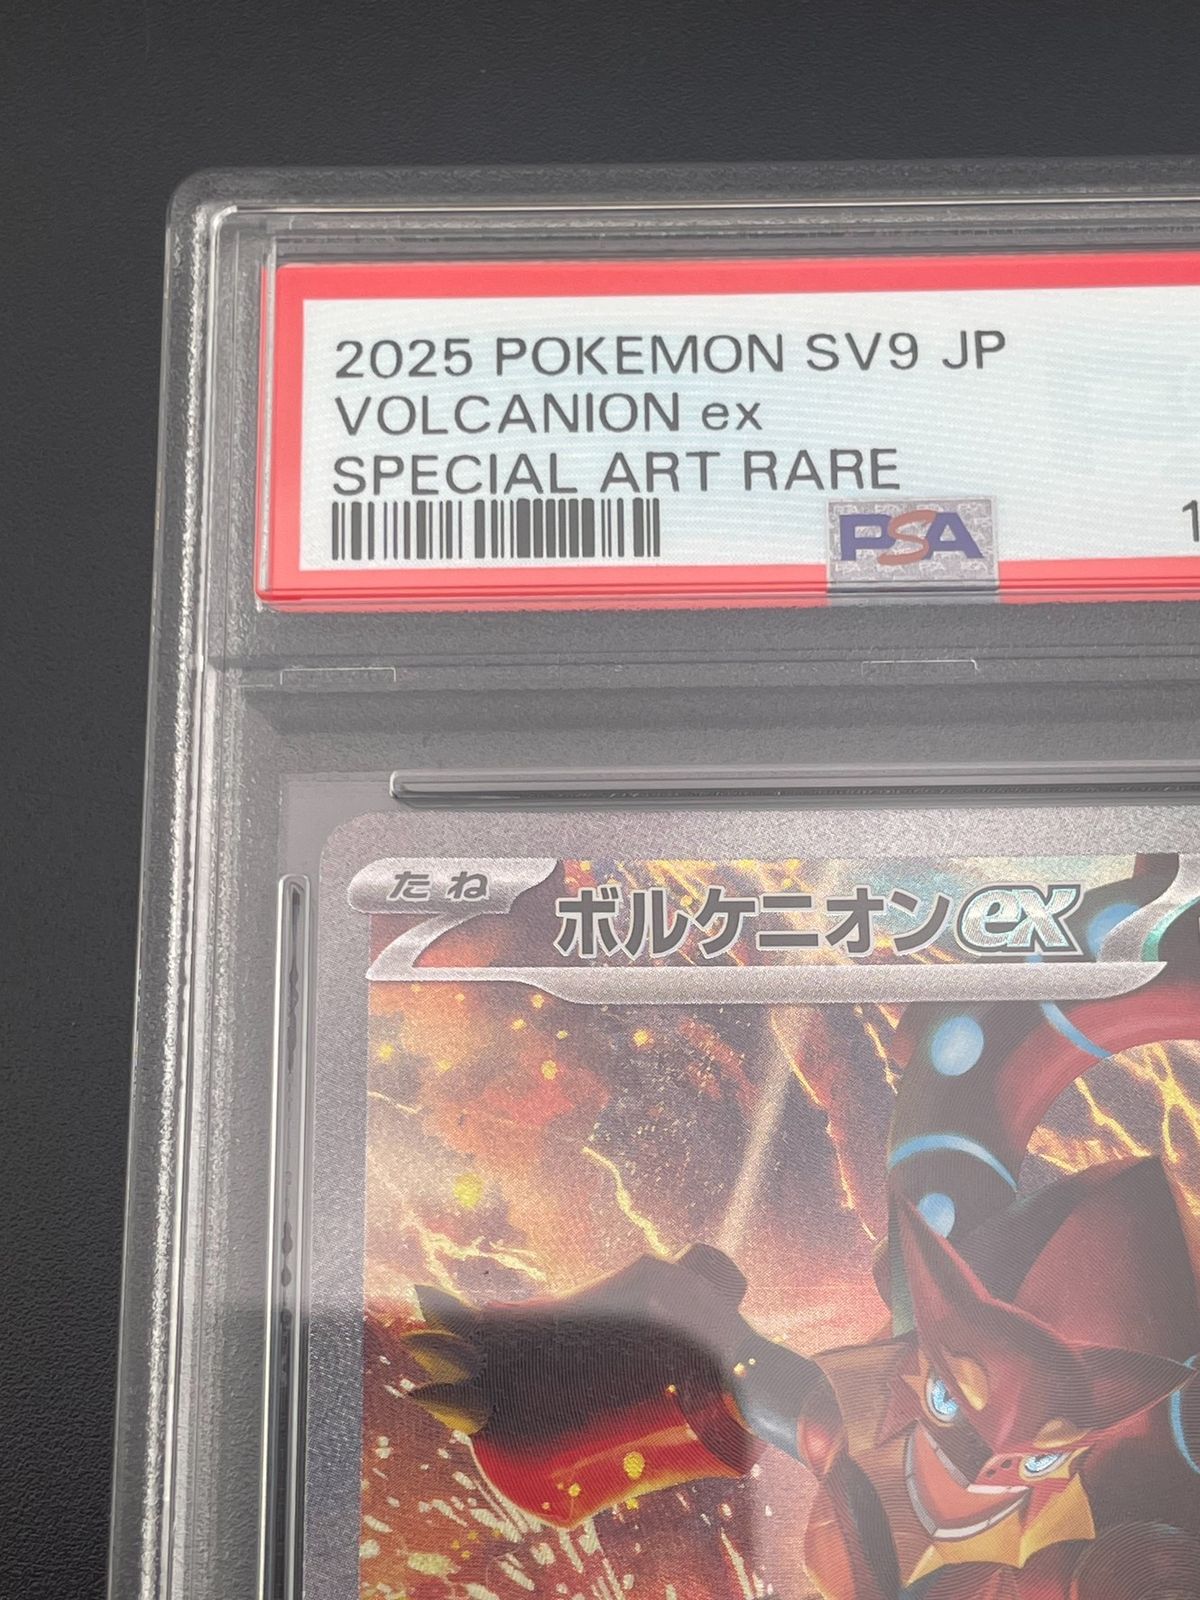 2025 POKEMON SV9 JP
VOLCANION ex
SPECIAL ART RARE
PSA
たね
ボルケニオンex